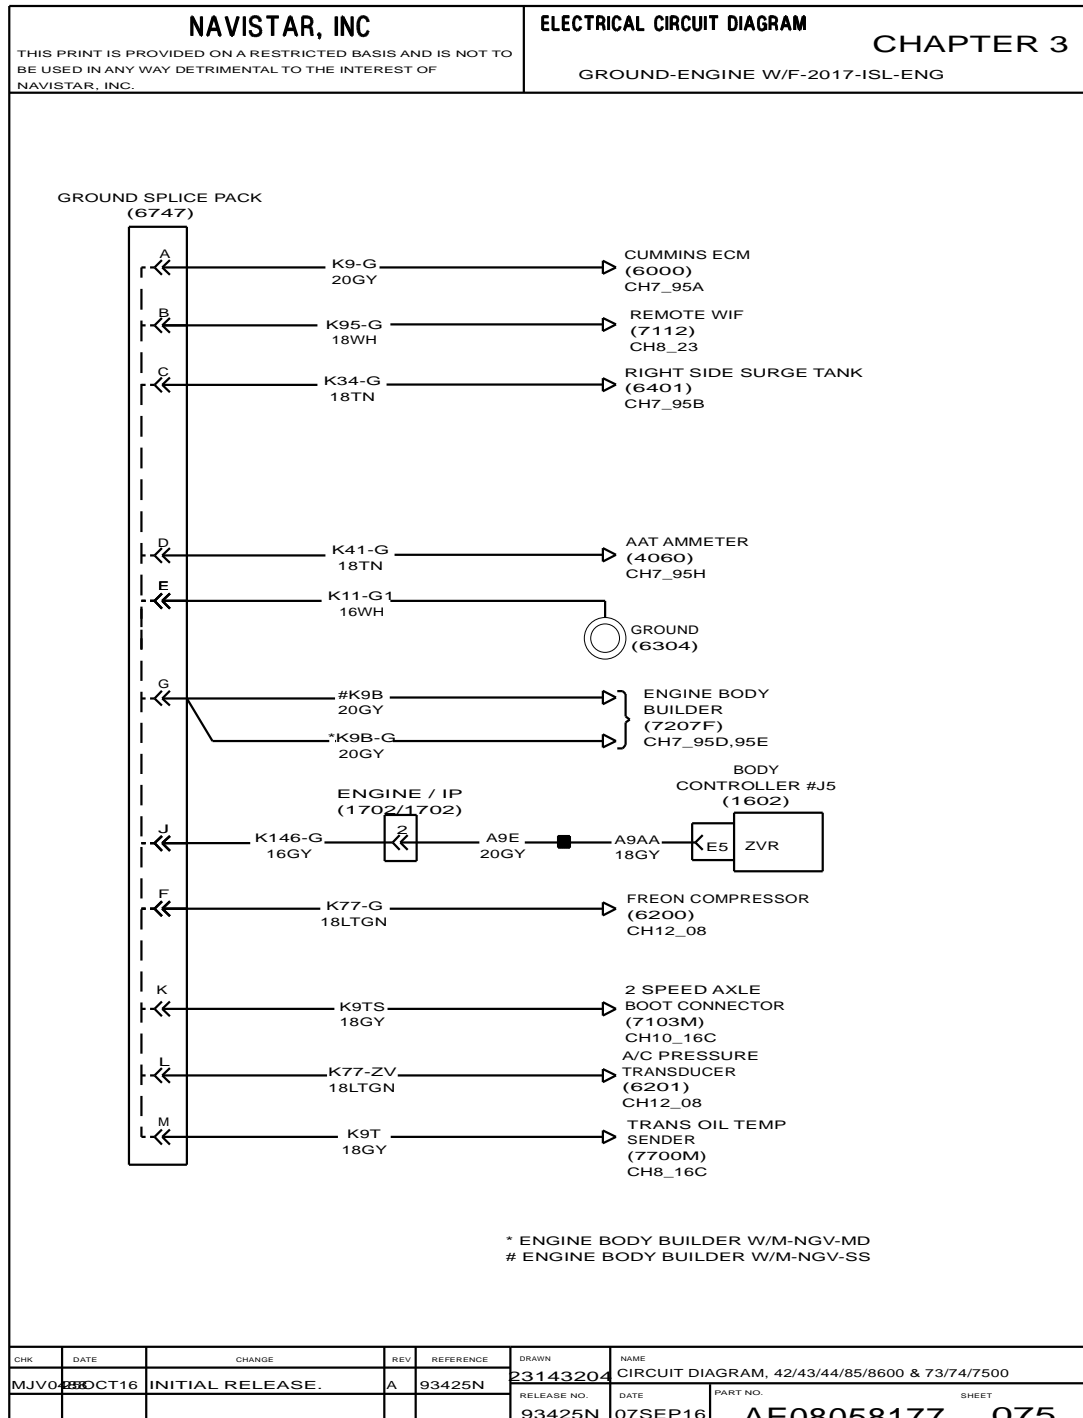 NAVISTAR, INC
THIS PRINT IS PROVIDED ON A RESTRICTED BASIS AND IS NOT TO
BE USED IN ANY WAY DETRIMENTAL TO THE INTEREST OF
NAVISTAR, INC.
ELECTRICAL CIRCUIT DIAGRAM
CHAPTER 3
GROUND-ENGINE W/F-2017-ISL-ENG
GROUND SPLICE PACK
(6747)
A
K9-G
20GY
CUMMINS ECM
(6000)
CH7_95A
B
K95-G
18WH
REMOTE WIF
(7112)
CH8_23
C
K34-G
18TN
RIGHT SIDE SURGE TANK
(6401)
CH7_95B
D
K41-G
18TN
AAT AMMETER
(4060)
CH7_95H
E
K11-G1
16WH
GROUND
(6304)
G
#K9B
20GY
*K9B-G
20GY
ENGINE BODY
BUILDER
(7207F)
CH7_95D,95E
J
K146-G
16GY
ENGINE / IP
(1702/1702)
2
A9E
20GY
A9AA
18GY
BODY
CONTROLLER #J5
(1602)
E5
ZVR
F
K77-G
18LTGN
FREON COMPRESSOR
(6200)
CH12_08
K
K9TS
18GY
2 SPEED AXLE
BOOT CONNECTOR
(7103M)
CH10_16C
L
K77-ZV
18LTGN
A/C PRESSURE
TRANSDUCER
(6201)
CH12_08
M
K9T
18GY
TRANS OIL TEMP
SENDER
(7700M)
CH8_16C
* ENGINE BODY BUILDER W/M-NGV-MD
# ENGINE BODY BUILDER W/M-NGV-SS
CHK DATE CHANGE REV REFERENCE
INITIAL RELEASE. A 93425N
DRAWN
23143204
NAME
CIRCUIT DIAGRAM, 42/43/44/85/8600 & 73/74/7500
RELEASE NO.
93425N
DATE
07SEP16
PART NO.
AE08058177
SHEET
075